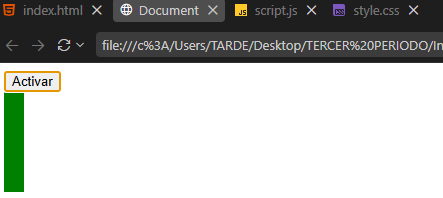 index.html Document script.js style.css
file:///c%3A/Users/TARDE/Desktop/TERCER%20PERIODO/In
Activar